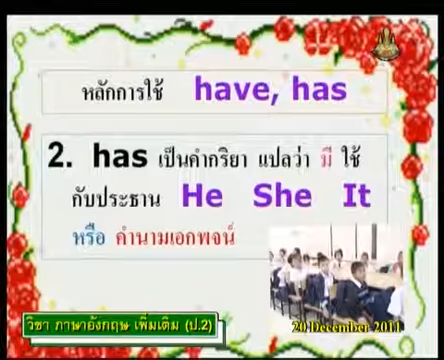 หลักการใช้ have, has
2. has เป็นคำกริยา แปลว่า มี ใช้
กับประธาน He She It
หรือ คำนามเอกพจน์
วิชา ภาษาอังกฤษ เพิ่มเติม (ป.2)
20 December 2011